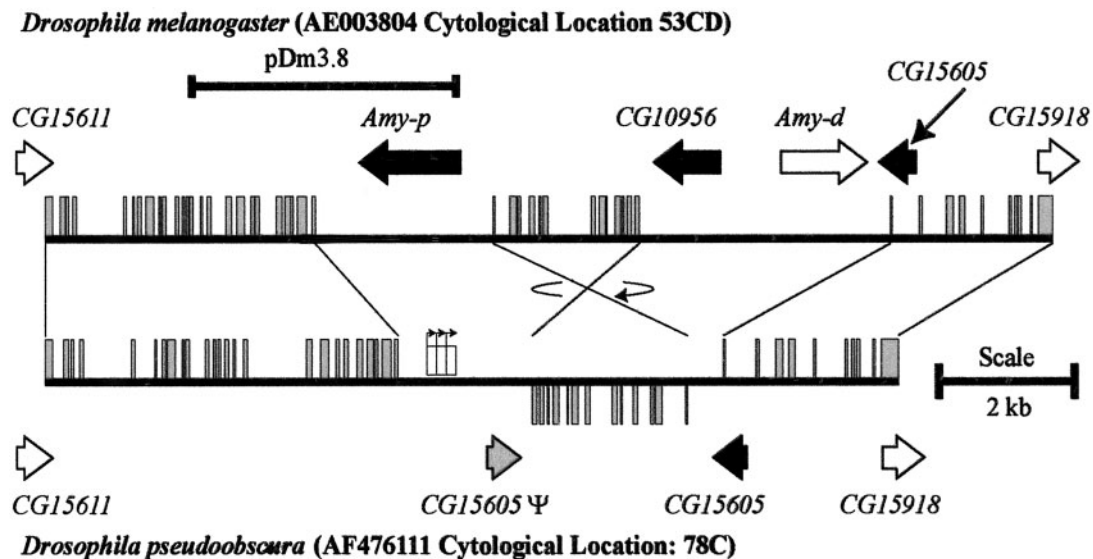 Drosophila melanogaster (AE003804 Cytological Location 53CD)
pDm3.8
CG15605
CG15611 Amy-p CG10956 Amy-d CG15918
Scale
2 kb
CG15611 CG15605 Ψ CG15605 CG15918
Drosophila pseudoobscura (AF476111 Cytological Location: 78C)